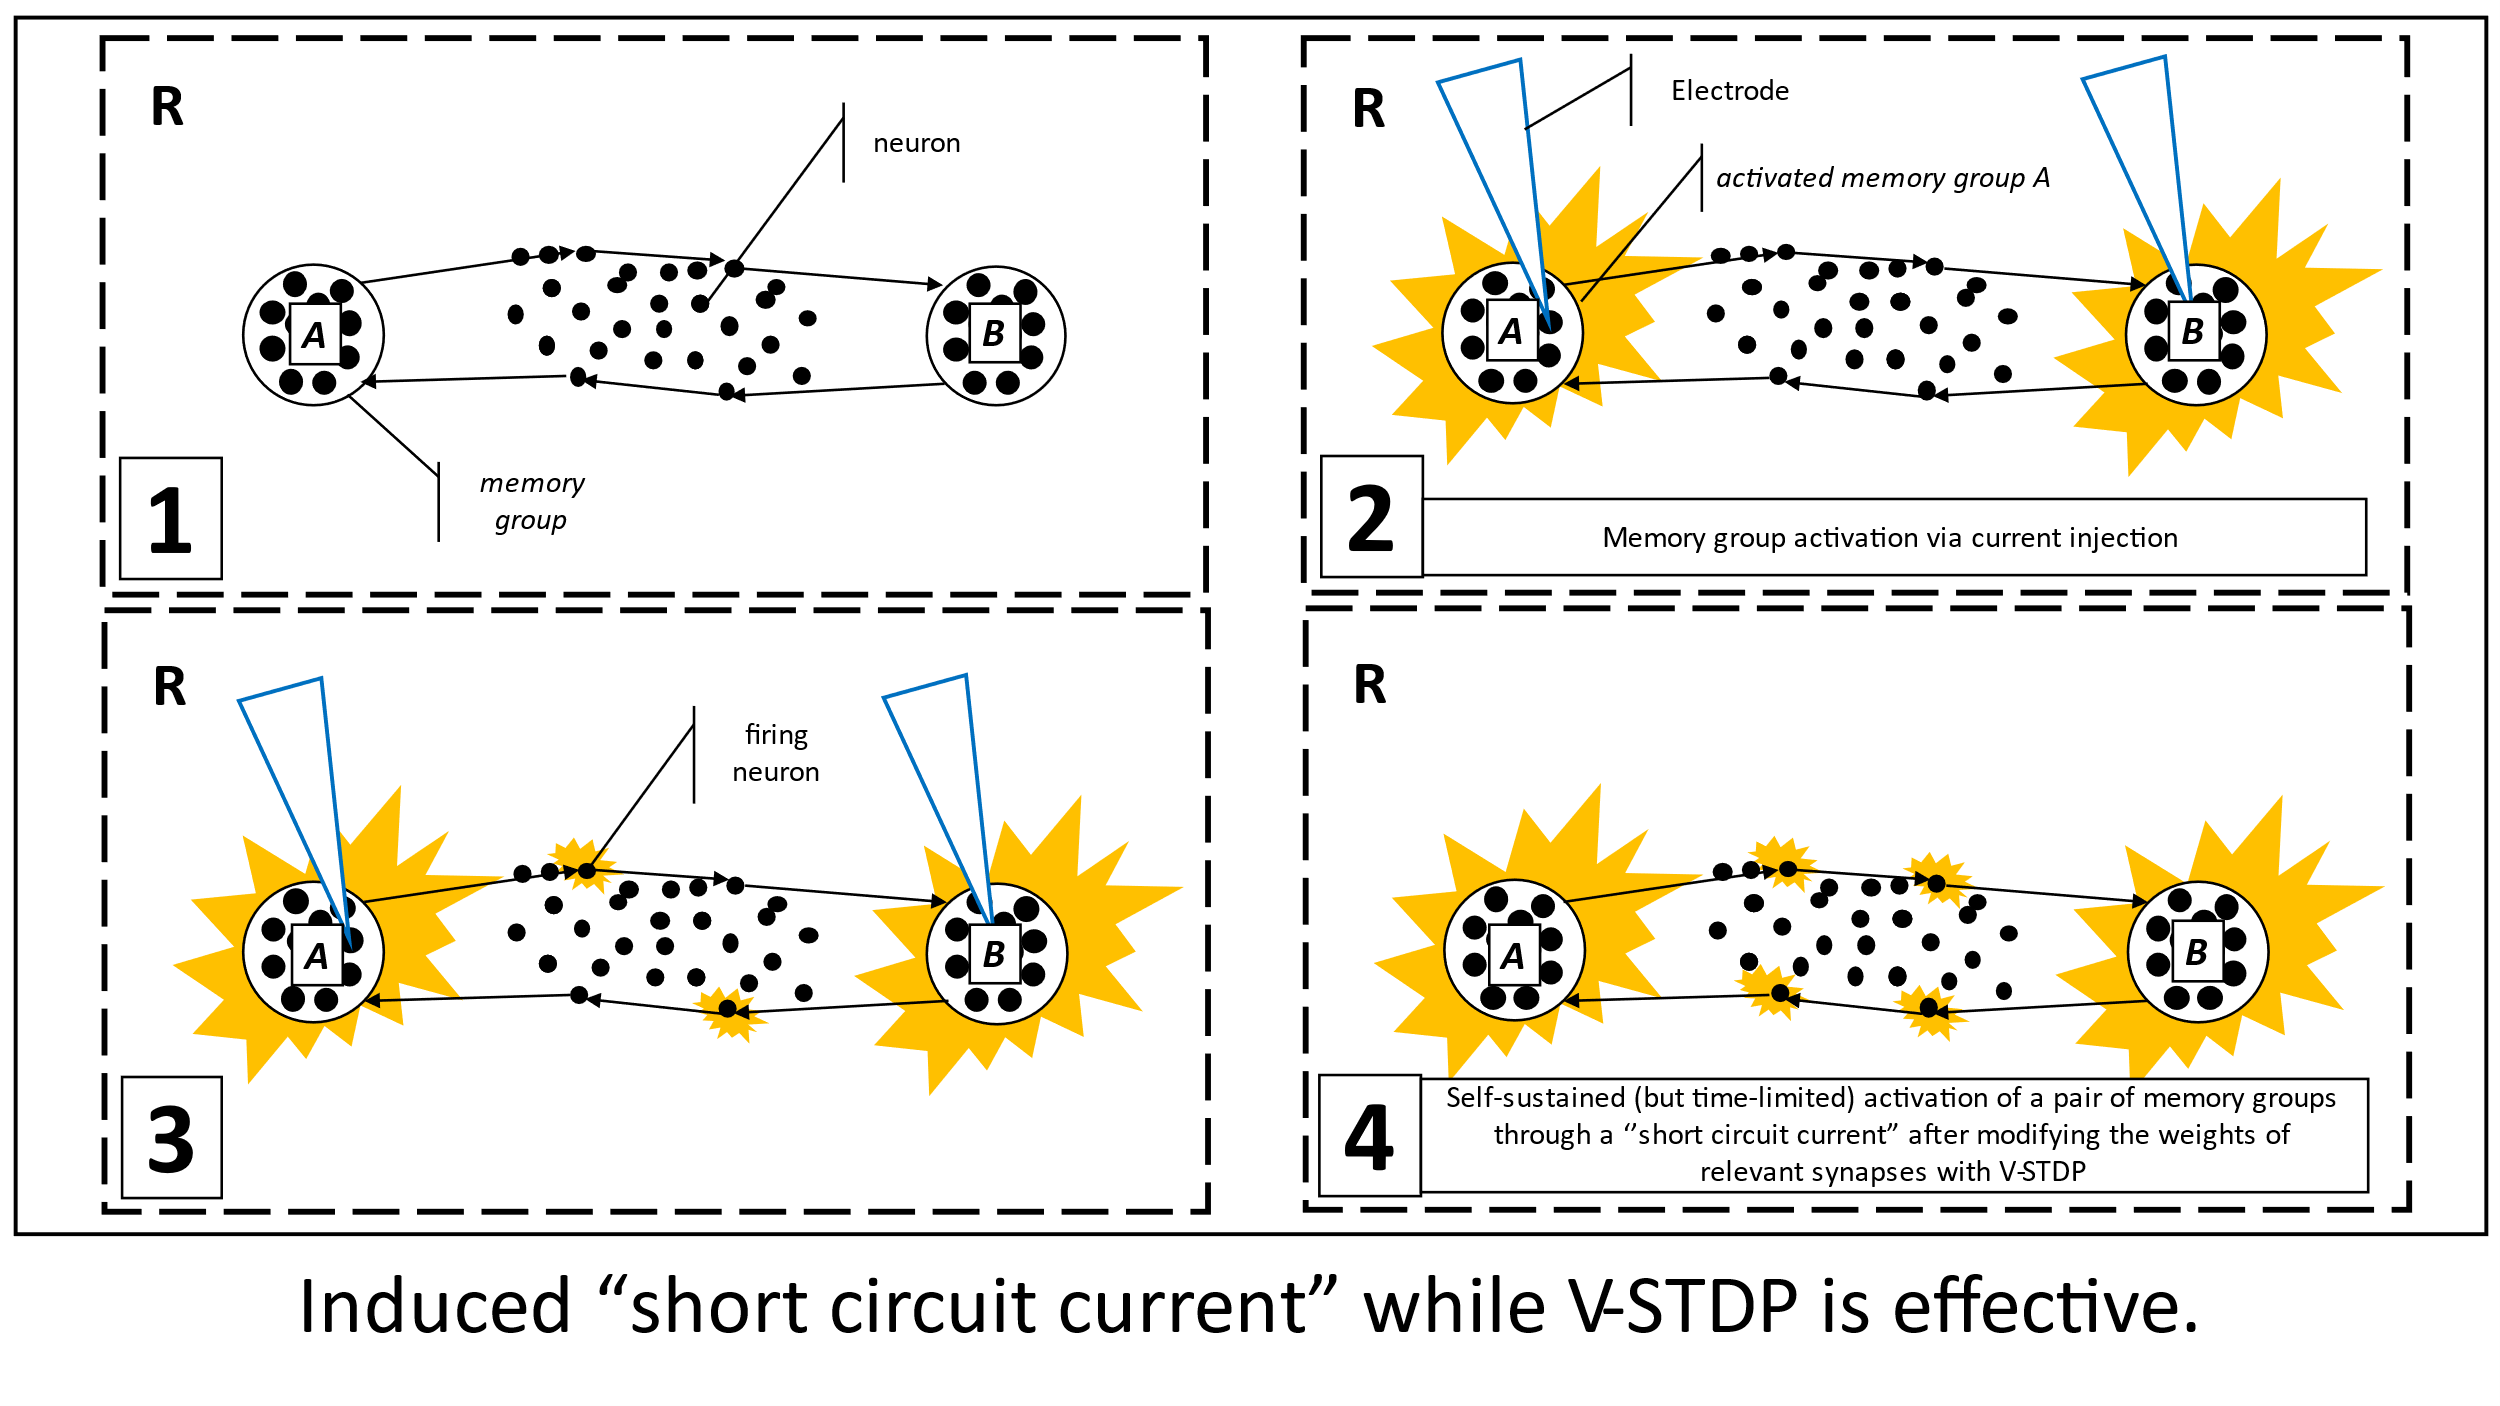 R
neuron
A
B
memory
group
1
R
Electrode
activated memory group A
A
B
2
Memory group activation via current injection
R
firing
neuron
A
B
3
R
A
B
4
Self-sustained (but time-limited) activation of a pair of memory groups
through a ‘’short circuit current” after modifying the weights of
relevant synapses with V-STDP
Induced “short circuit current” while V-STDP is effective.